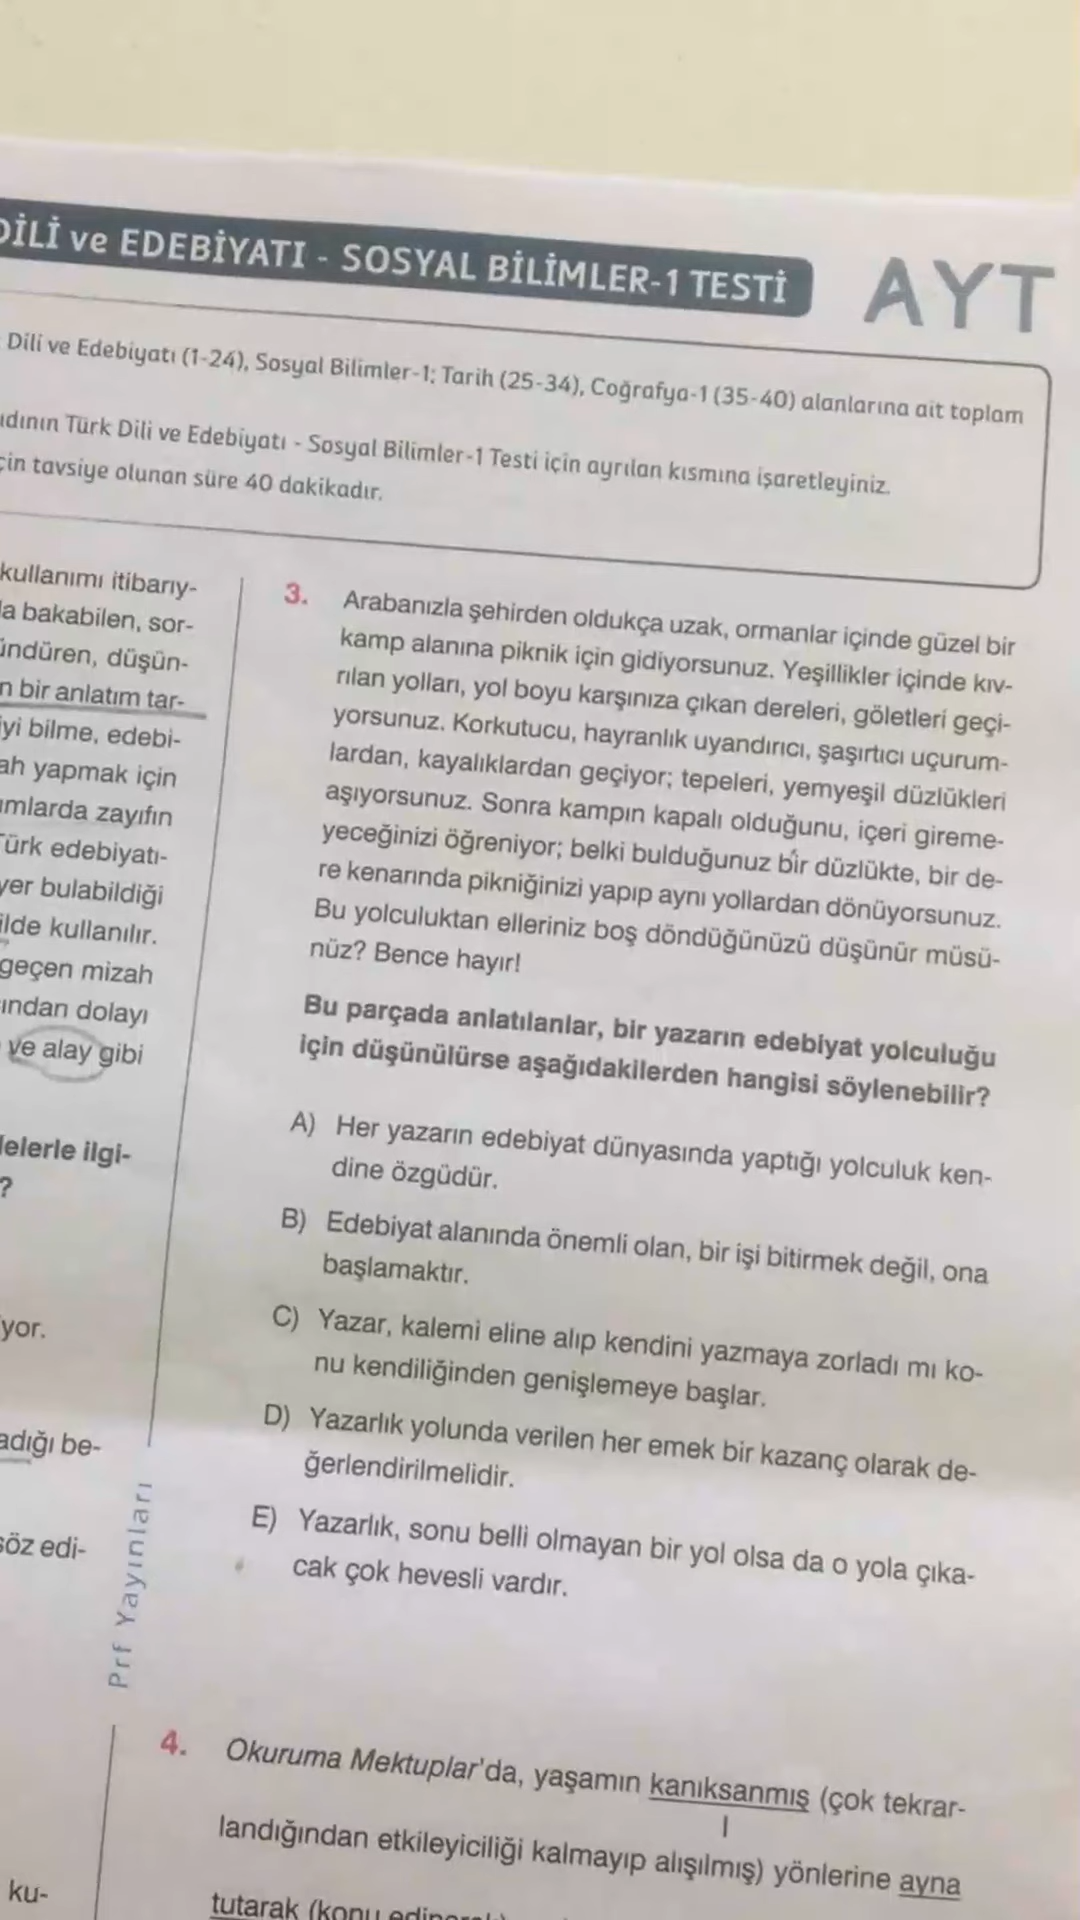 DİLİ ve EDEBİYATI - SOSYAL BİLİMLER-1 TESTİ
AYT
Dili ve Edebiyatı (1-24), Sosyal Bilimler-1; Tarih (25-34), Coğrafya-1 (35-40) alanlarına ait toplam
Türk Dili ve Edebiyatı - Sosyal Bilimler-1 Testi için ayrılan kısmına işaretleyiniz.
tavsiye olunan süre 40 dakikadır.
kullanımı itibarıy-
bakabilen, sor-
ündüren, düşün-
bir anlatım tar-
iyi bilme, edebi-
ah yapmak için
zayıfın
Türk edebiyatı-
yer bulabildiği
kullanılır.
geçen mizah
ından dolayı
ve alay gibi
lelerle ilgi-
?
yor.
adığı be-
söz edi-
ku-
Prf Yayınları
3. Arabanızla şehirden oldukça uzak, ormanlar içinde güzel bir
kamp alanına piknik için gidiyorsunuz. Yeşillikler içinde kıv-
rılan yolları, yol boyu karşınıza çıkan dereleri, göletleri geçi-
yorsunuz. Korkutucu, hayranlık uyandırıcı, şaşırtıcı uçurum-
lardan, kayalıklardan geçiyor; tepeleri, yemyeşil düzlükleri
aşıyorsunuz. Sonra kampın kapalı olduğunu, içeri gireme-
yeceğinizi öğreniyor; belki bulduğunuz bir düzlükte, bir de-
re kenarında pikniğinizi yapıp aynı yollardan dönüyorsunuz.
Bu yolculuktan elleriniz boş döndüğünüzü düşünür müsü-
nüz? Bence hayır!
Bu parçada anlatılanlar, bir yazarın edebiyat yolculuğu
için düşünülürse aşağıdakilerden hangisi söylenebilir?
A) Her yazarın edebiyat dünyasında yaptığı yolculuk ken-
dine özgüdür.
B) Edebiyat alanında önemli olan, bir işi bitirmek değil, ona
başlamaktır.
C) Yazar, kalemi eline alıp kendini yazmaya zorladı mı ko-
nu kendiliğinden genişlemeye başlar.
D) Yazarlık yolunda verilen her emek bir kazanç olarak de-
ğerlendirilmelidir.
E) Yazarlık, sonu belli olmayan bir yol olsa da o yola çıka-
cak çok hevesli vardır.
4. Okuruma Mektuplar'da, yaşamın kanıksanmış (çok tekrar-
I
landığından etkileyiciliği kalmayıp alışılmış) yönlerine ayna
tutarak (konu